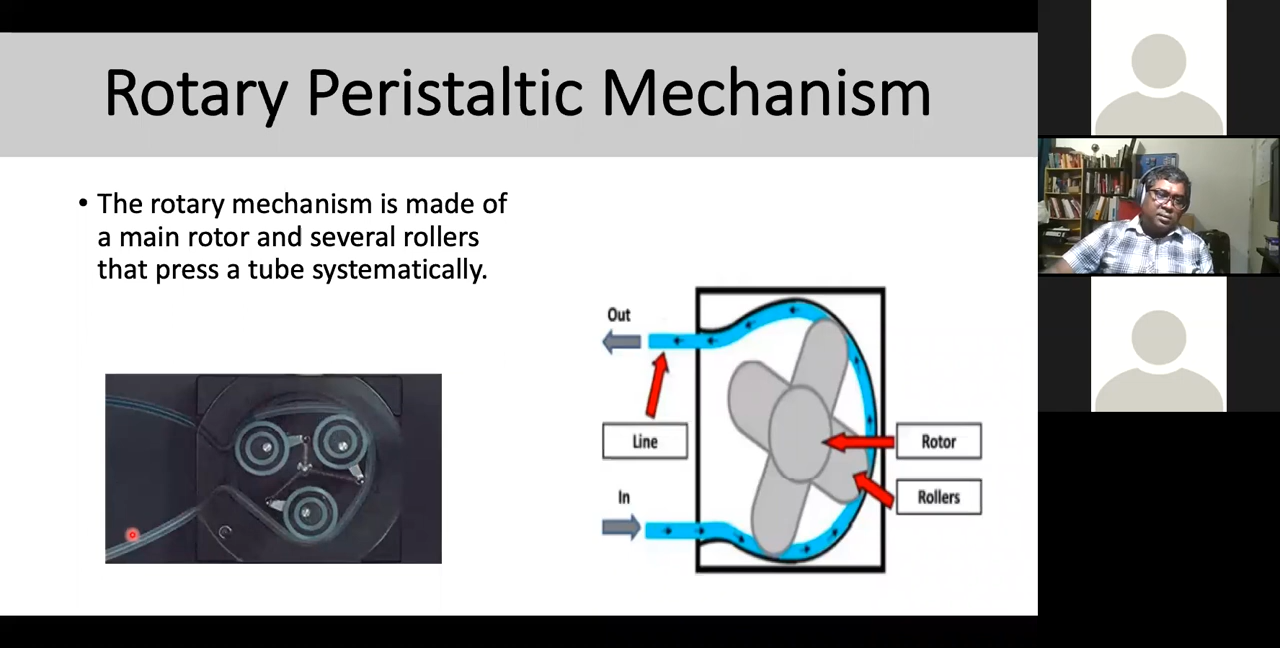 Rotary Peristaltic Mechanism
• The rotary mechanism is made of
a main rotor and several rollers
that press a tube systematically.
Out
Line
Rotor
In
Rollers